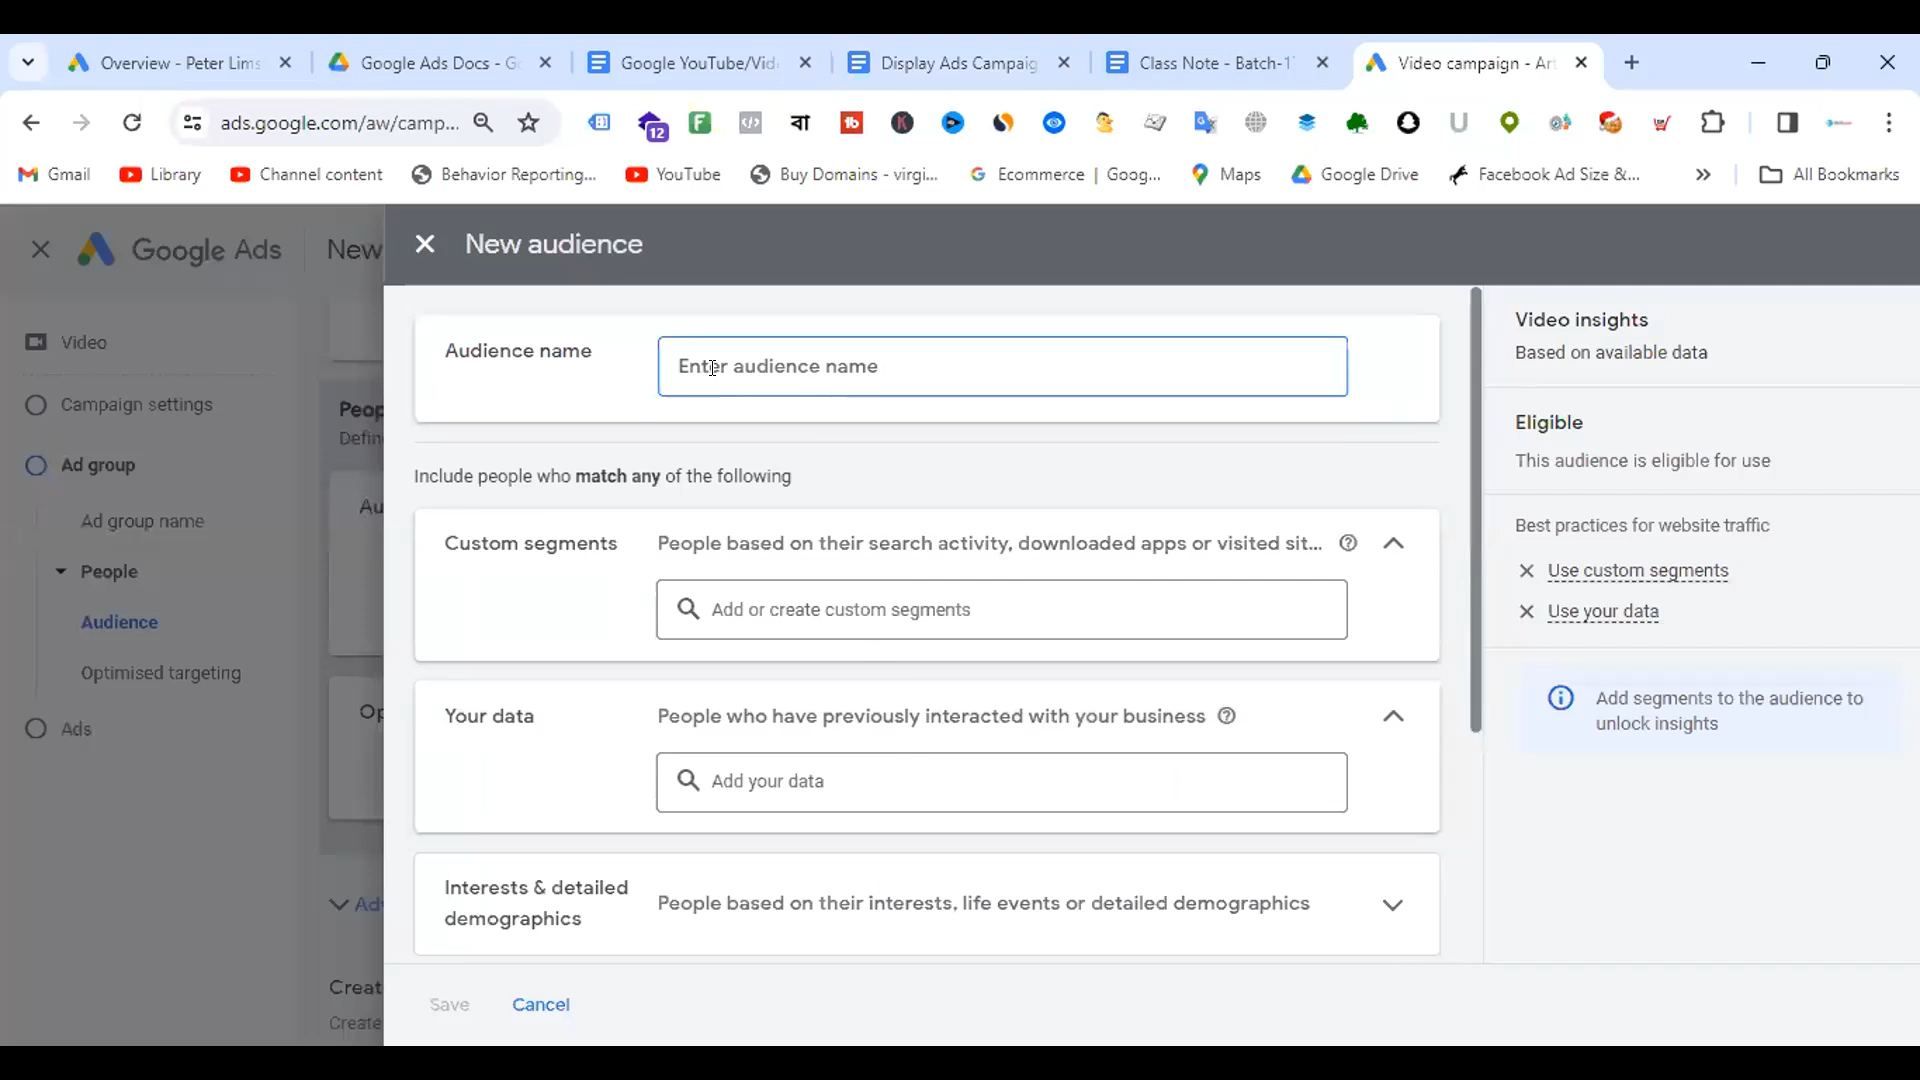 Overview - Peter Lims
Google Ads Docs - Go
Google YouTube/Vide
Display Ads Campaig
Class Note - Batch-1
Video campaign - Art
ads.google.com/aw/camp...
12
বা
Gmail
Library
Channel content
Behavior Reporting...
YouTube
Buy Domains - virgi...
Ecommerce | Goog...
Maps
Google Drive
Facebook Ad Size &...
All Bookmarks
Google Ads
New
New audience
Video
Campaign settings
Ad group
Ad group name
People
Audience
Optimised targeting
Ads
Peop
Defin
Au
Op
Adv
Creat
Create
Audience name
Enter audience name
Include people who match any of the following
Custom segments
People based on their search activity, downloaded apps or visited sit...
Add or create custom segments
Your data
People who have previously interacted with your business
Add your data
Interests & detailed
demographics
People based on their interests, life events or detailed demographics
Save
Cancel
Video insights
Based on available data
Eligible
This audience is eligible for use
Best practices for website traffic
Use custom segments
Use your data
Add segments to the audience to
unlock insights